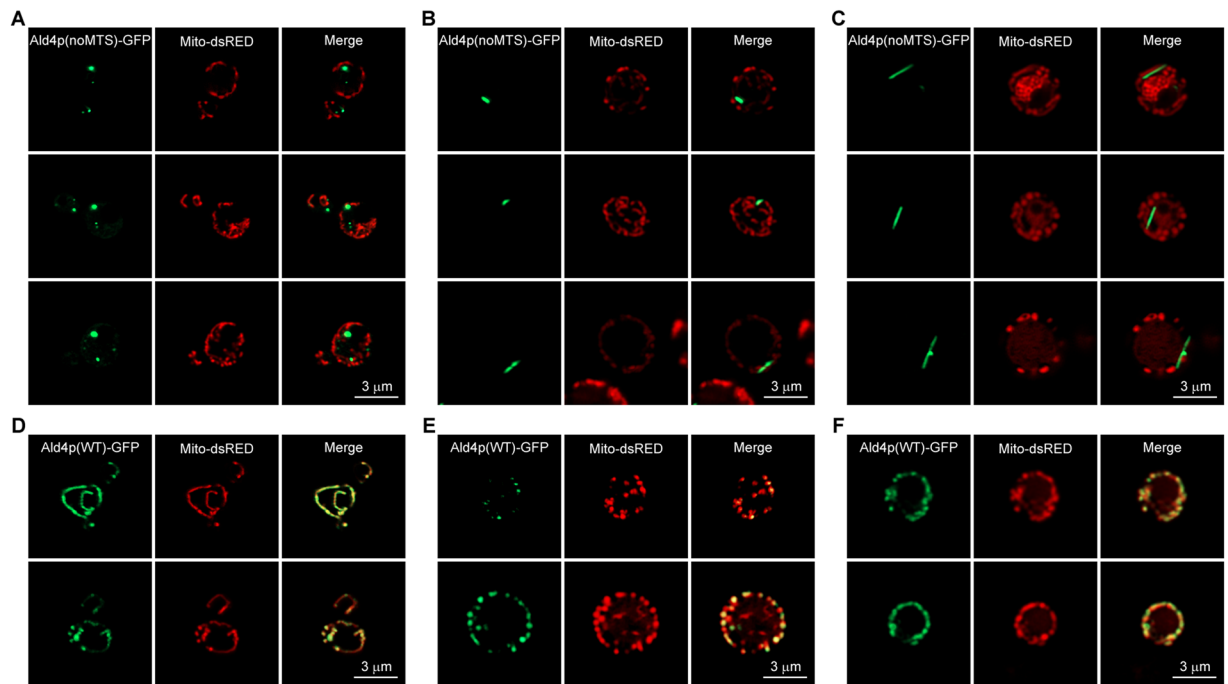 A
Ald4p(noMTS)-GFP Mito-dsRED Merge
3 μm
B
Ald4p(noMTS)-GFP Mito-dsRED Merge
3 μm
C
Ald4p(noMTS)-GFP Mito-dsRED Merge
3 μm
D
Ald4p(WT)-GFP Mito-dsRED Merge
3 μm
E
Ald4p(WT)-GFP Mito-dsRED Merge
3 μm
F
Ald4p(WT)-GFP Mito-dsRED Merge
3 μm